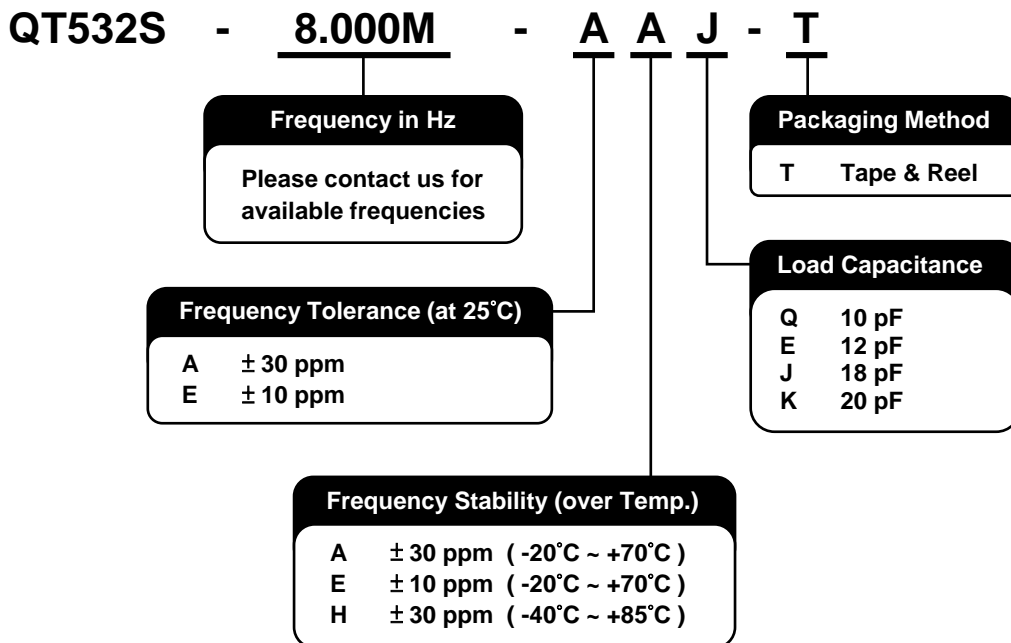 QT532S - 8.000M - A A J - T
Frequency in Hz
Please contact us for
available frequencies
Packaging Method
T Tape & Reel
Load Capacitance
Q 10 pF
E 12 pF
J 18 pF
K 20 pF
Frequency Tolerance (at 25°C)
A ± 30 ppm
E ± 10 ppm
Frequency Stability (over Temp.)
A ± 30 ppm ( -20°C ~ +70°C )
E ± 10 ppm ( -20°C ~ +70°C )
H ± 30 ppm ( -40°C ~ +85°C )